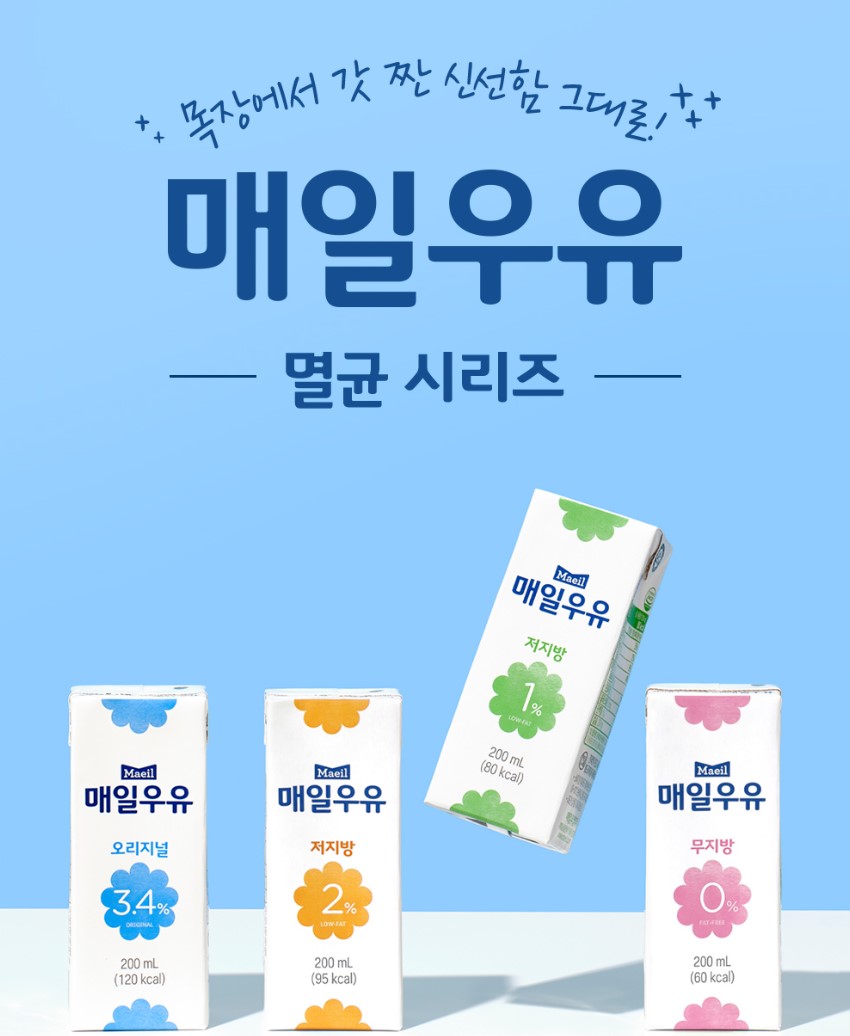 목장에서 갓 짠 신선함 그대로!
매일우유
멸균 시리즈
Maeil
매일우유
저지방
1%
LOW-FAT
200 mL
(80 kcal)
Maeil
매일우유
오리지널
3.4%
ORIGINAL
200 mL
(120 kcal)
Maeil
매일우유
저지방
2%
LOW-FAT
200 mL
(95 kcal)
Maeil
매일우유
무지방
0%
FAT-FREE
200 mL
(60 kcal)